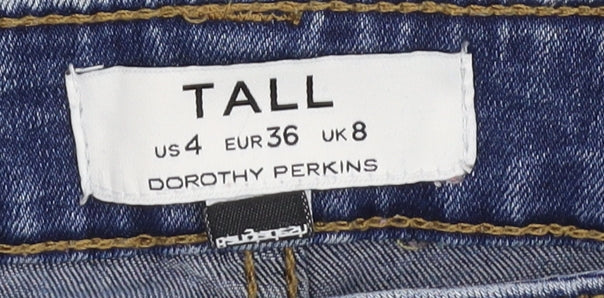 TALL
US 4 EUR 36 UK 8
DOROTHY PERKINS